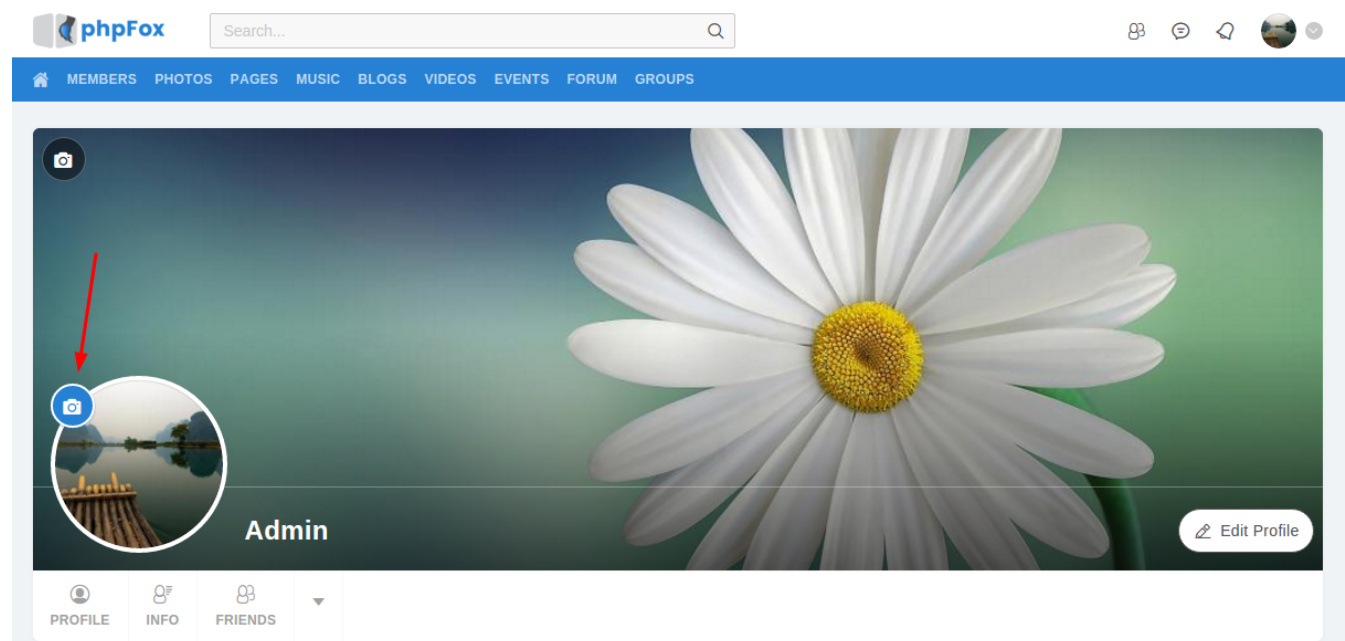 phpFox
Search...
MEMBERS PHOTOS PAGES MUSIC BLOGS VIDEOS EVENTS FORUM GROUPS
Admin
Edit Profile
PROFILE INFO FRIENDS